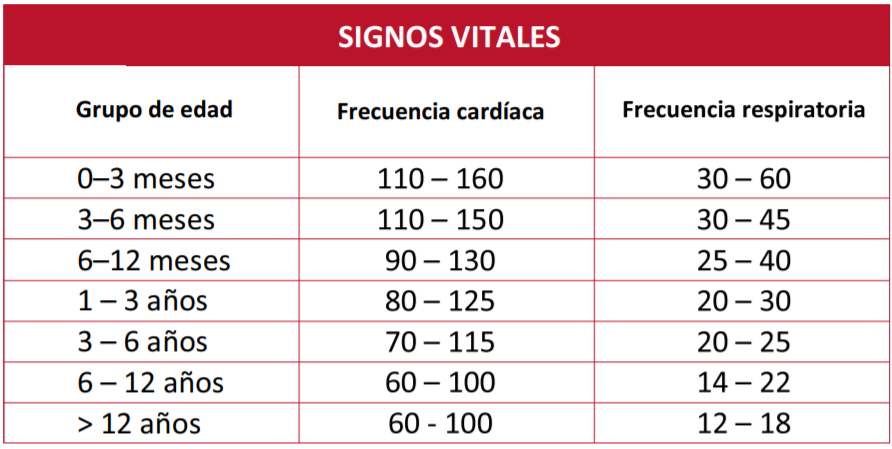 SIGNOS VITALES
Grupo de edad Frecuencia cardíaca Frecuencia respiratoria
0–3 meses 110 – 160 30 – 60
3–6 meses 110 – 150 30 – 45
6–12 meses 90 – 130 25 – 40
1 – 3 años 80 – 125 20 – 30
3 – 6 años 70 – 115 20 – 25
6 – 12 años 60 – 100 14 – 22
> 12 años 60 - 100 12 – 18